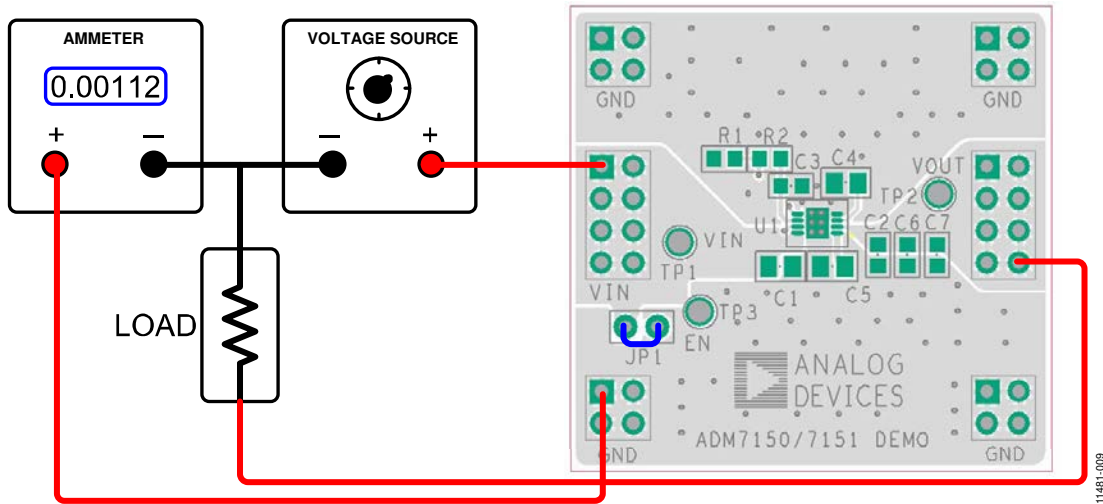 AMMETER
0.00112
+
−
VOLTAGE SOURCE
−
+
LOAD
GND
GND
R1
R2
C3
C4
VOUT
TP2
U1
C2
C6
C7
VIN
TP1
VIN
C1
C5
TP3
EN
JP1
ANALOG
DEVICES
ADM7150/7151 DEMO
GND
GND
11481-009